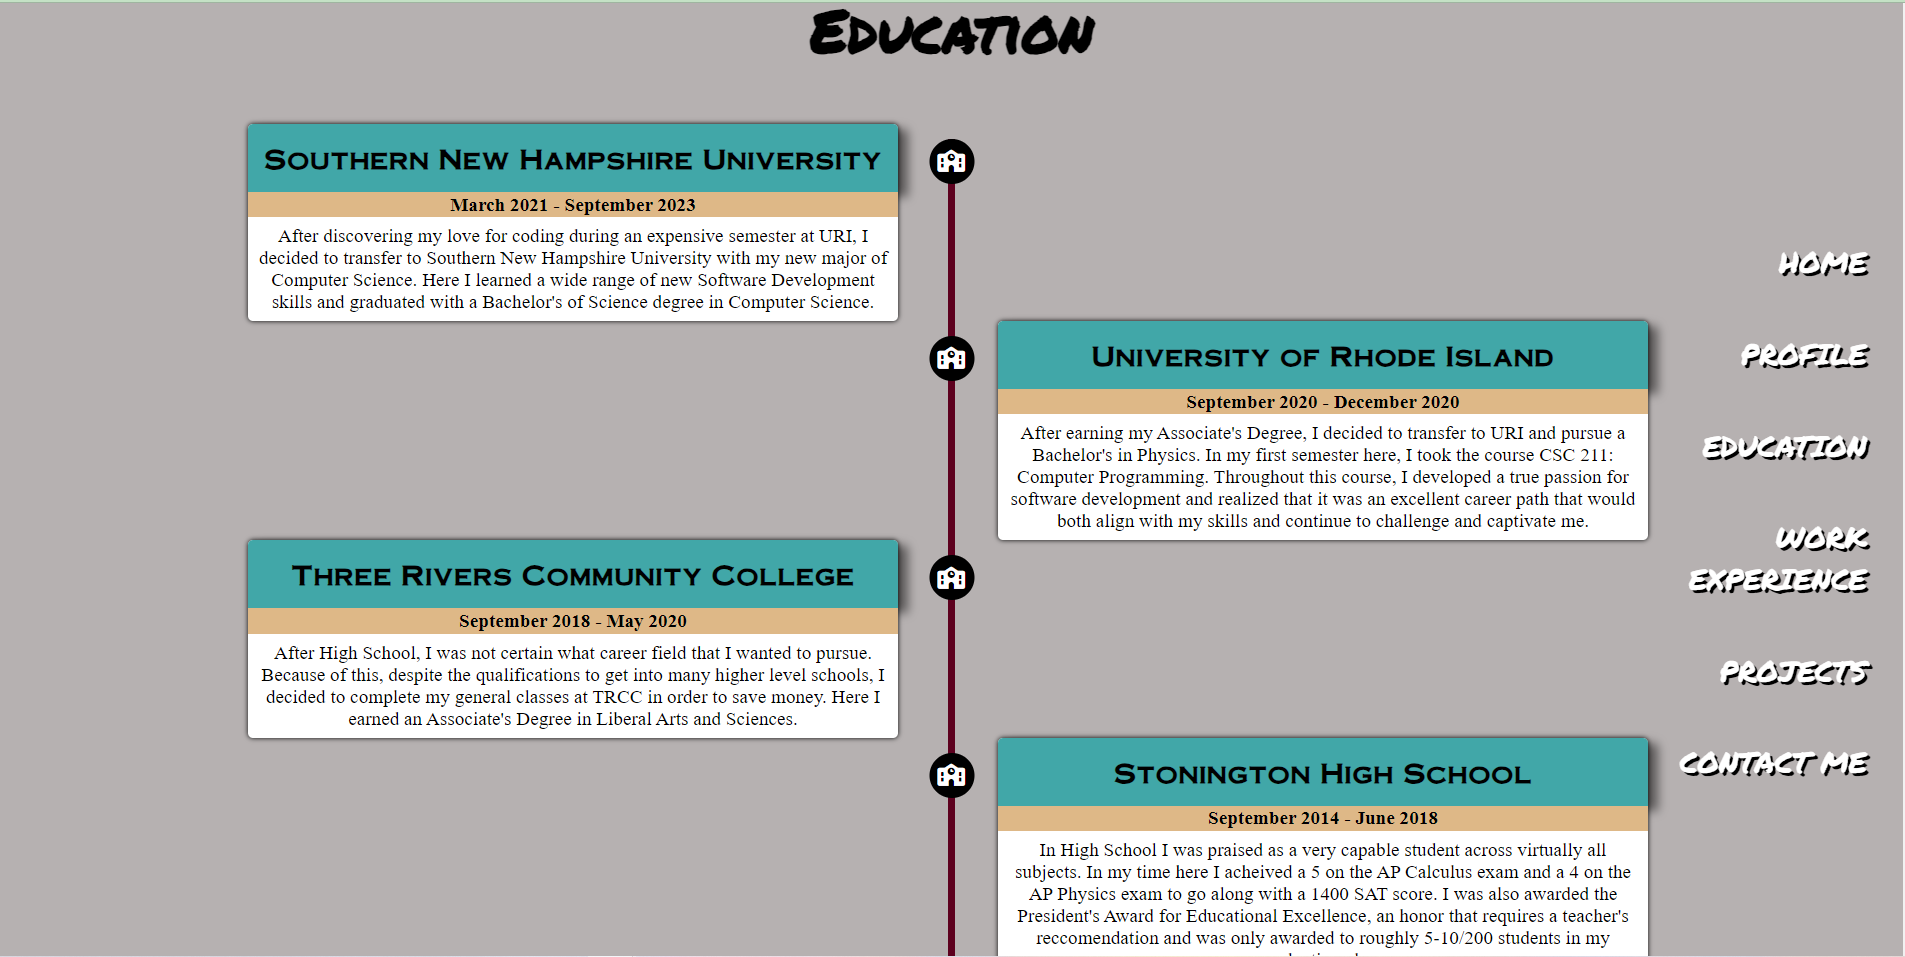 Education
Southern New Hampshire University
March 2021 - September 2023
After discovering my love for coding during an expensive semester at URI, I
decided to transfer to Southern New Hampshire University with my new major of
Computer Science. Here I learned a wide range of new Software Development
skills and graduated with a Bachelor's of Science degree in Computer Science.
University of Rhode Island
September 2020 - December 2020
After earning my Associate's Degree, I decided to transfer to URI and pursue a
Bachelor's in Physics. In my first semester here, I took the course CSC 211:
Computer Programming. Throughout this course, I developed a true passion for
software development and realized that it was an excellent career path that would
both align with my skills and continue to challenge and captivate me.
Three Rivers Community College
September 2018 - May 2020
After High School, I was not certain what career field that I wanted to pursue.
Because of this, despite the qualifications to get into many higher level schools, I
decided to complete my general classes at TRCC in order to save money. Here I
earned an Associate's Degree in Liberal Arts and Sciences.
Stonington High School
September 2014 - June 2018
In High School I was praised as a very capable student across virtually all
subjects. In my time here I acheived a 5 on the AP Calculus exam and a 4 on the
AP Physics exam to go along with a 1400 SAT score. I was also awarded the
President's Award for Educational Excellence, an honor that requires a teacher's
reccomendation and was only awarded to roughly 5-10/200 students in my
HOME
PROFILE
EDUCATION
WORK
EXPERIENCE
PROJECTS
CONTACT ME